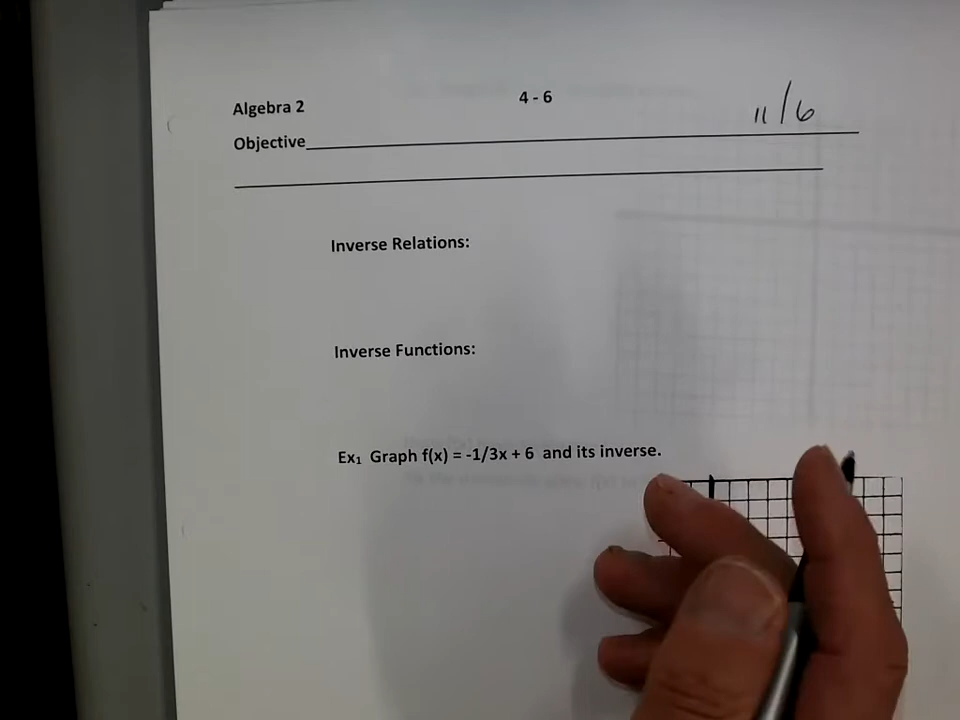 Algebra 2 4 - 6 11/6
Objective
Inverse Relations:
Inverse Functions:
Ex1 Graph f(x) = -1/3x + 6 and its inverse.